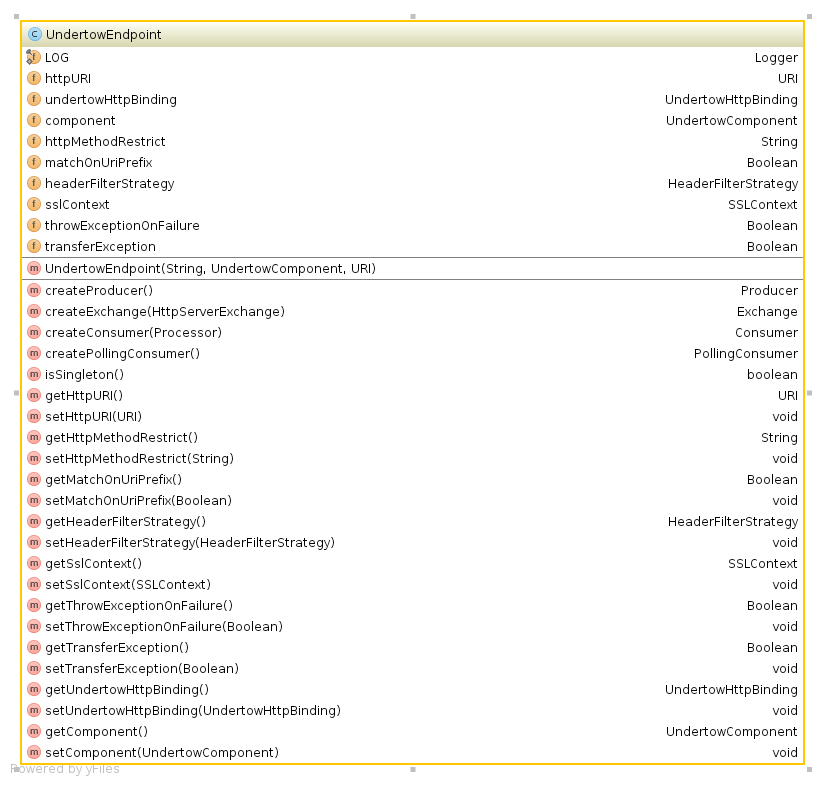 C UndertowEndpoint
f LOG Logger
f httpURI URI
f undertowHttpBinding UndertowHttpBinding
f component UndertowComponent
f httpMethodRestrict String
f matchOnUriPrefix Boolean
f headerFilterStrategy HeaderFilterStrategy
f sslContext SSLContext
f throwExceptionOnFailure Boolean
f transferException Boolean
m UndertowEndpoint(String, UndertowComponent, URI)
m createProducer() Producer
m createExchange(HttpServerExchange) Exchange
m createConsumer(Processor) Consumer
m createPollingConsumer() PollingConsumer
m isSingleton() boolean
m getHttpURI() URI
m setHttpURI(URI) void
m getHttpMethodRestrict() String
m setHttpMethodRestrict(String) void
m getMatchOnUriPrefix() Boolean
m setMatchOnUriPrefix(Boolean) void
m getHeaderFilterStrategy() HeaderFilterStrategy
m setHeaderFilterStrategy(HeaderFilterStrategy) void
m getSslContext() SSLContext
m setSslContext(SSLContext) void
m getThrowExceptionOnFailure() Boolean
m setThrowExceptionOnFailure(Boolean) void
m getTransferException() Boolean
m setTransferException(Boolean) void
m getUndertowHttpBinding() UndertowHttpBinding
m setUndertowHttpBinding(UndertowHttpBinding) void
m getComponent() UndertowComponent
m setComponent(UndertowComponent) void
Powered by yFiles